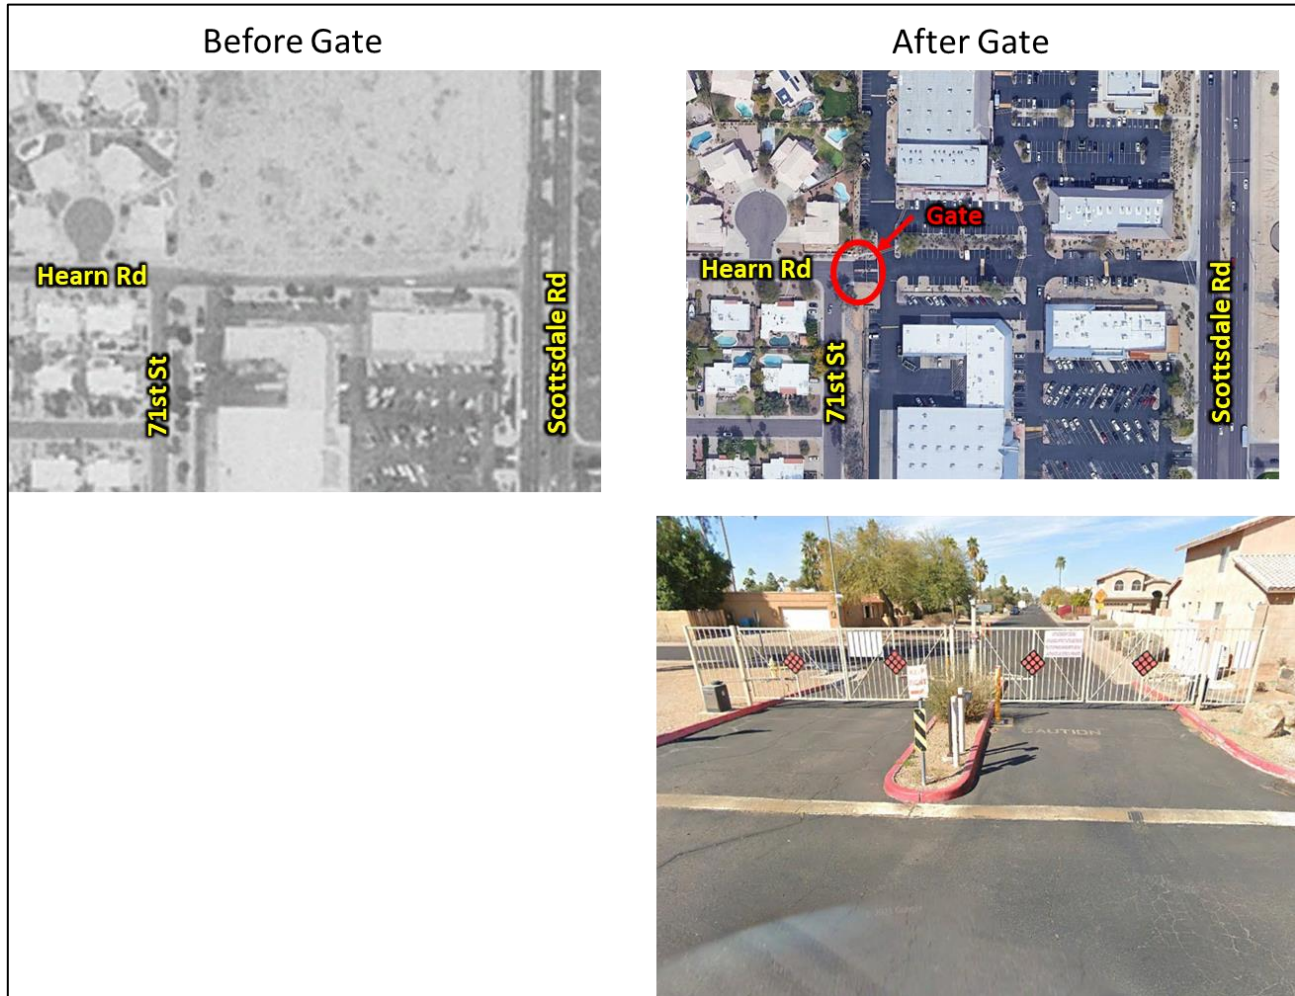 Before Gate
After Gate
Hearn Rd
71st St
Scottsdale Rd
Gate
Hearn Rd
71st St
Scottsdale Rd
CAUTION